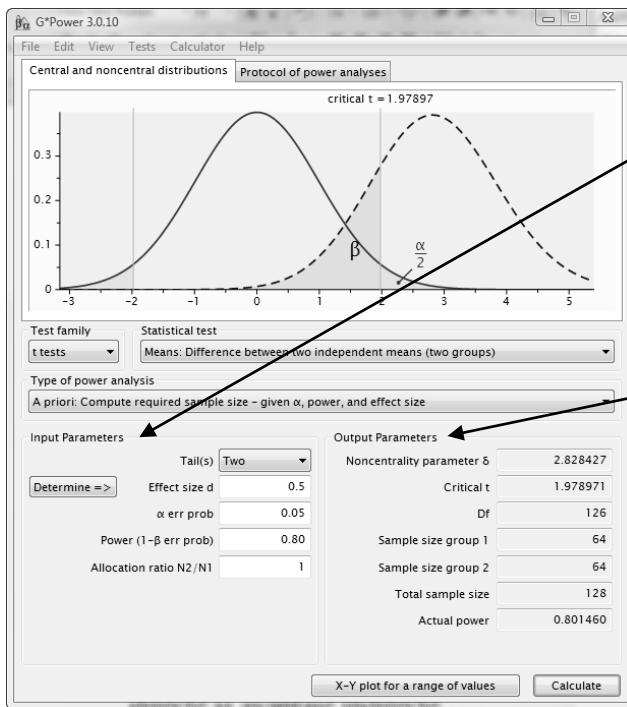 G*Power 3.0.10
File Edit View Tests Calculator Help
Central and noncentral distributions Protocol of power analyses
critical t = 1.97897
0.3
0.2
0.1
0
β
α
2
-3 -2 -1 0 1 2 3 4 5
Test family Statistical test
t tests Means: Difference between two independent means (two groups)
Type of power analysis
A priori: Compute required sample size - given α, power, and effect size
Input Parameters
Tail(s) Two
Determine => Effect size d 0.5
α err prob 0.05
Power (1-β err prob) 0.80
Allocation ratio N2/N1 1
Output Parameters
Noncentrality parameter δ 2.828427
Critical t 1.978971
Df 126
Sample size group 1 64
Sample size group 2 64
Total sample size 128
Actual power 0.801460
X-Y plot for a range of values Calculate